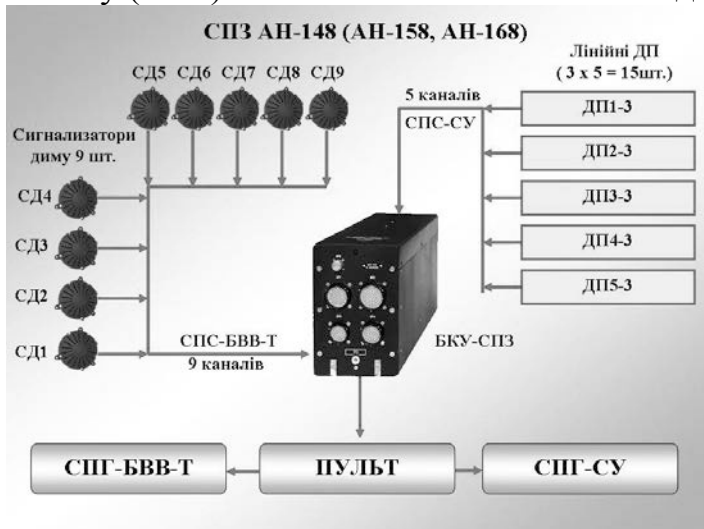 СПЗ АН-148 (АН-158, АН-168)
СД5 СД6 СД7 СД8 СД9
Лінійні ДП
( 3 х 5 = 15шт.)
5 каналів
СПС-СУ
ДП1-3
ДП2-3
ДП3-3
ДП4-3
ДП5-3
Сигнализатори
диму 9 шт.
СД4
СД3
СД2
СД1
СПС-БВВ-Т
9 каналів
БКУ-СПЗ
СПГ-БВВ-Т
ПУЛЬТ
СПГ-СУ